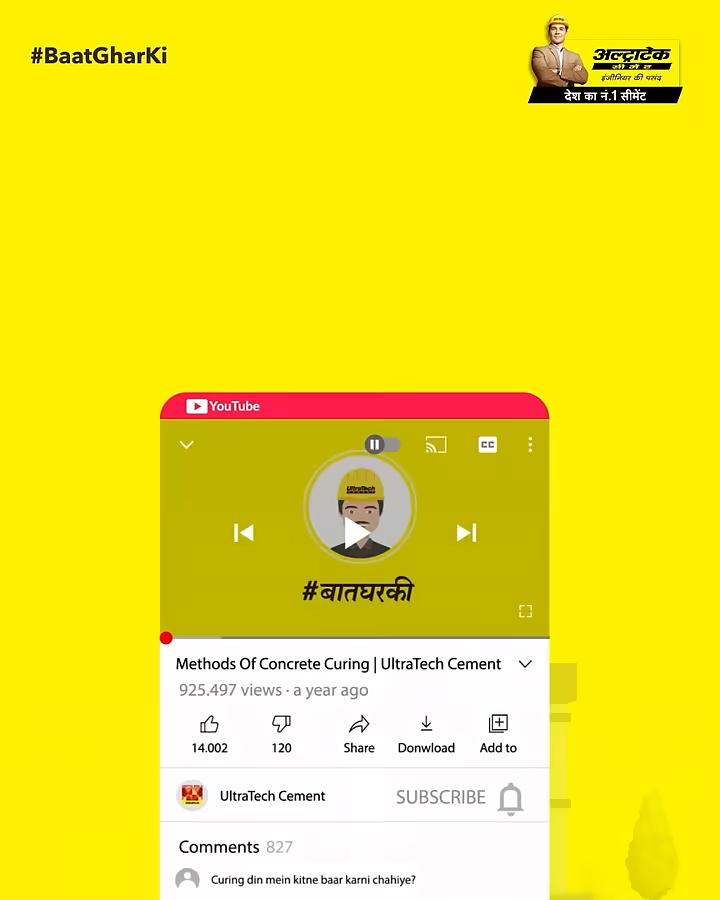 #BaatGharKi
अल्ट्राटेक
सीमेंट
इंजीनियर की पसंद
देश का नं.1 सीमेंट
YouTube
CC
UltraTech
CEMENT
#बातघरकी
Methods Of Concrete Curing | UltraTech Cement
925.497 views · a year ago
14.002 120 Share Donwload Add to
UltraTech Cement SUBSCRIBE
Comments 827
Curing din mein kitne baar karni chahiye?